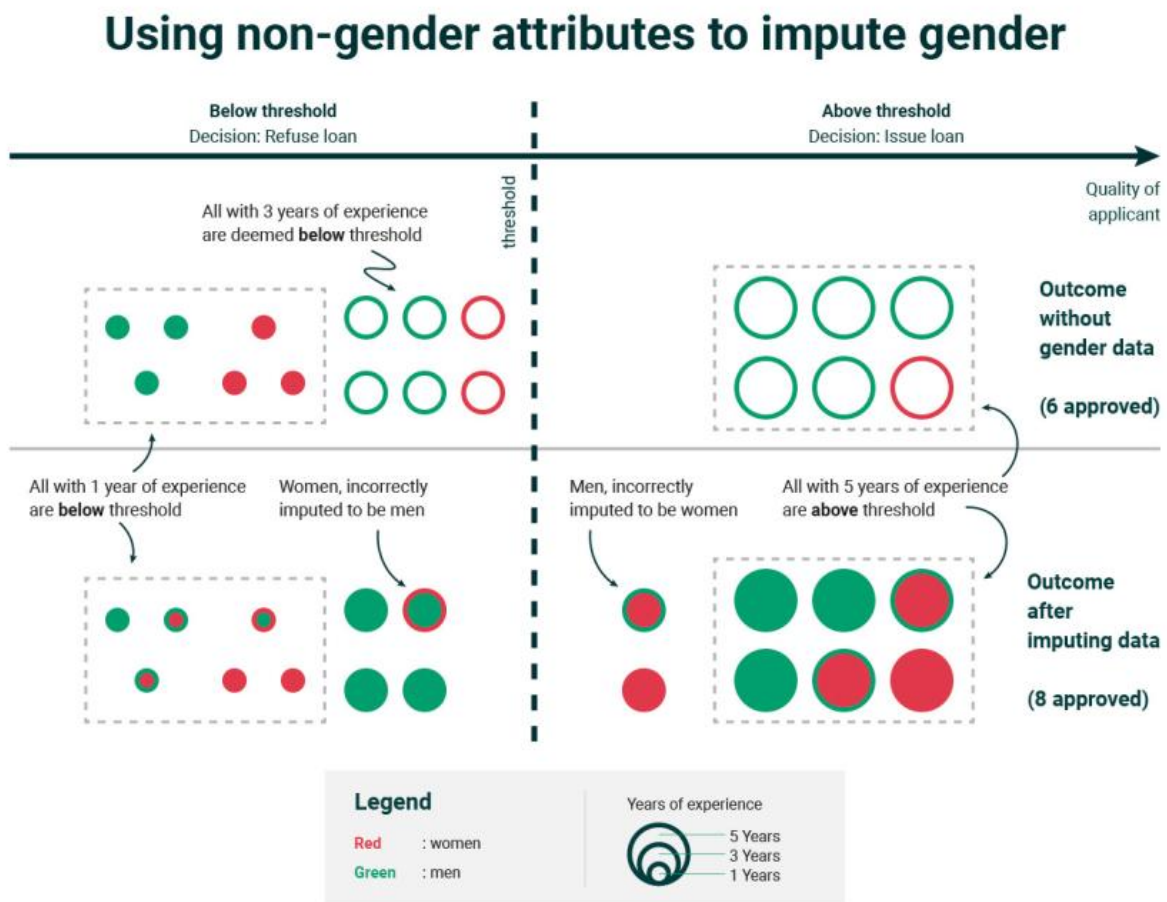 Using non-gender attributes to impute gender
Below threshold
Decision: Refuse loan
Above threshold
Decision: Issue loan
threshold
Quality of
applicant
All with 3 years of experience
are deemed below threshold
Outcome
without
gender data
(6 approved)
All with 1 year of experience
are below threshold
Women, incorrectly
imputed to be men
Men, incorrectly
imputed to be women
All with 5 years of experience
are above threshold
Outcome
after
imputing data
(8 approved)
Legend
Red : women
Green : men
Years of experience
5 Years
3 Years
1 Years